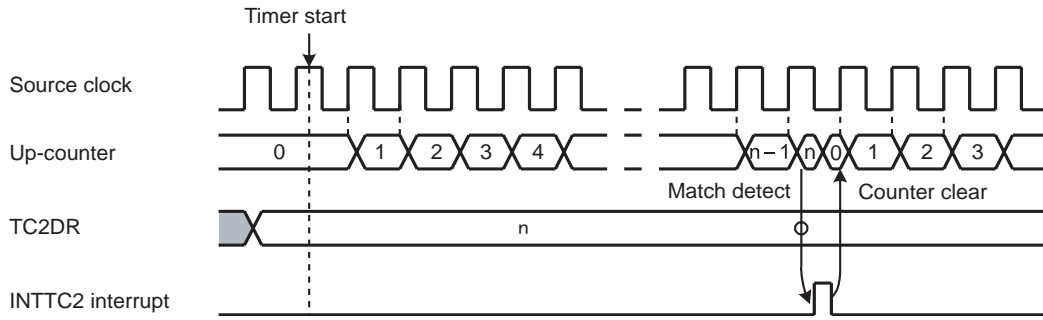 Timer start
Source clock
Up-counter
0 1 2 3 4 n – 1 n 0 1 2 3
Match detect Counter clear
TC2DR
n
INTTC2 interrupt